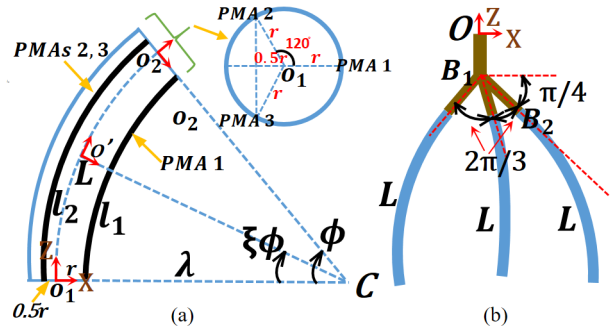 PMA 2
PMAs 2,3
r
120°
0.5r
r
o₁
PMA 1
r
PMA 3
o₂
o₂
o'
PMA 1
L
l₂
l₁
Z
r
o₁
X
0.5r
λ
ξϕ
ϕ
C
(a)
Z
O
X
B₁
π/4
B₂
2π/3
L
L
L
(b)